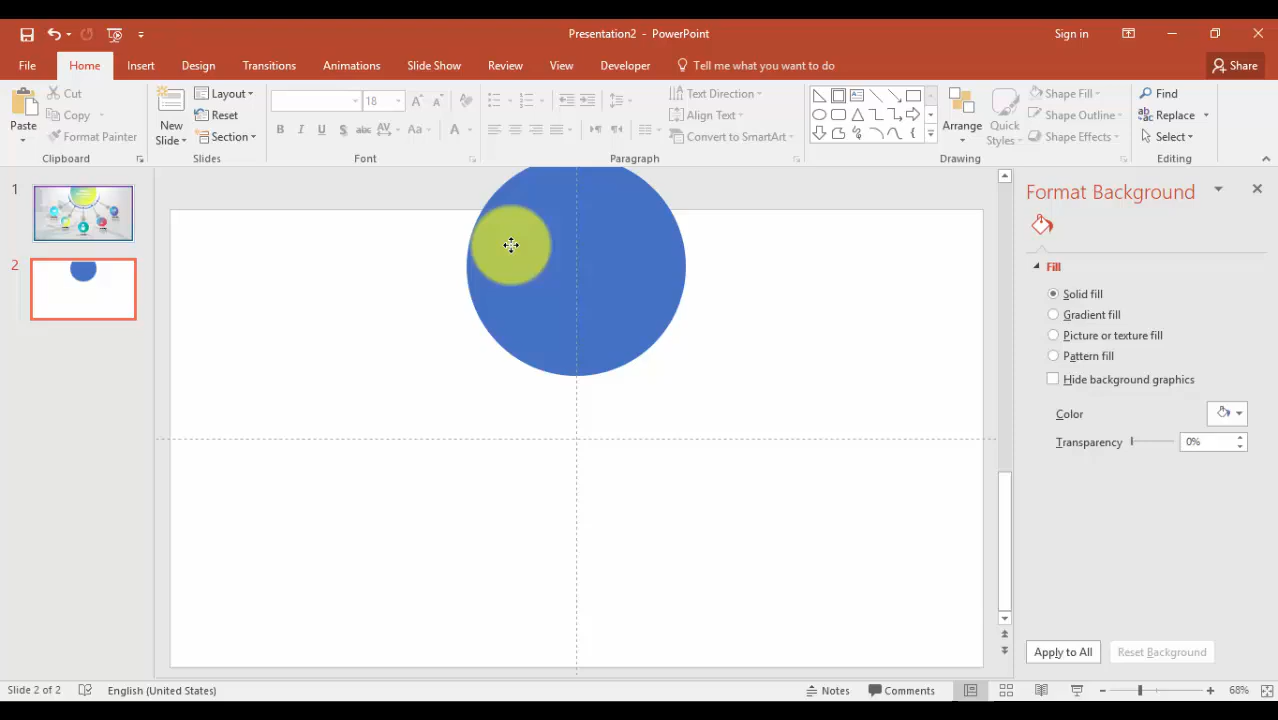 Presentation2 - PowerPoint
Sign in
File Home Insert Design Transitions Animations Slide Show Review View Developer Tell me what you want to do Share
Paste
Cut
Copy
Format Painter
Clipboard
New
Slide
Layout
Reset
Section
Slides
18
B I U S abc AV Aa A
Font
Text Direction
Align Text
Convert to SmartArt
Paragraph
Arrange
Quick
Styles
Shape Fill
Shape Outline
Shape Effects
Drawing
Find
Replace
Select
Editing
1
2
Format Background
Fill
Solid fill
Gradient fill
Picture or texture fill
Pattern fill
Hide background graphics
Color
Transparency 0%
Apply to All Reset Background
Slide 2 of 2 English (United States) Notes Comments 68%